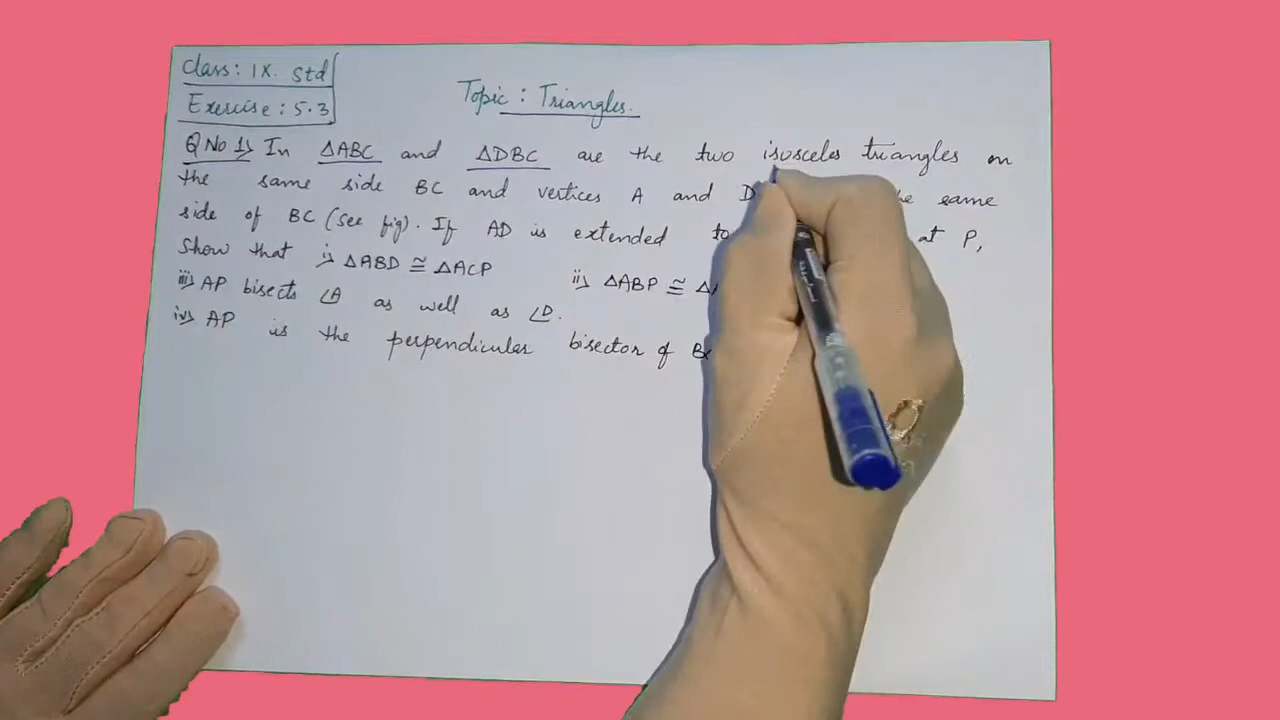 Class: IX. Std
Exercise: 5.3
Topic: Triangles.
Q No 1) In ΔABC and ΔDBC are the two isosceles triangles on
the same side BC and vertices A and D same
side of BC (see fig). If AD is extended to at P,
Show that i) ΔABD ≅ ΔACP ii) ΔABP ≅
iii) AP bisects ∠A as well as ∠D.
iv) AP is the perpendicular bisector of BC